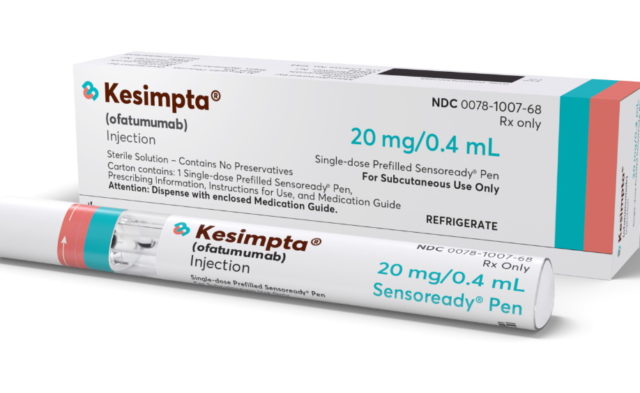 Kesimpta®
(ofatumumab)
Injection
NDC 0078-1007-68
Rx only
20 mg/0.4 mL
Single-dose Prefilled Sensoready® Pen
For Subcutaneous Use Only
Sterile Solution – Contains No Preservatives
Carton contains: 1 Single-dose Prefilled Sensoready® Pen,
Prescribing Information, Instructions for Use, and Medication Guide
Attention: Dispense with enclosed Medication Guide.
REFRIGERATE
Kesimpta®
(ofatumumab)
Injection
Single-dose Prefilled Sensoready® Pen
NDC 0078-1007-68
Rx Only
20 mg/0.4 mL
Sensoready® Pen